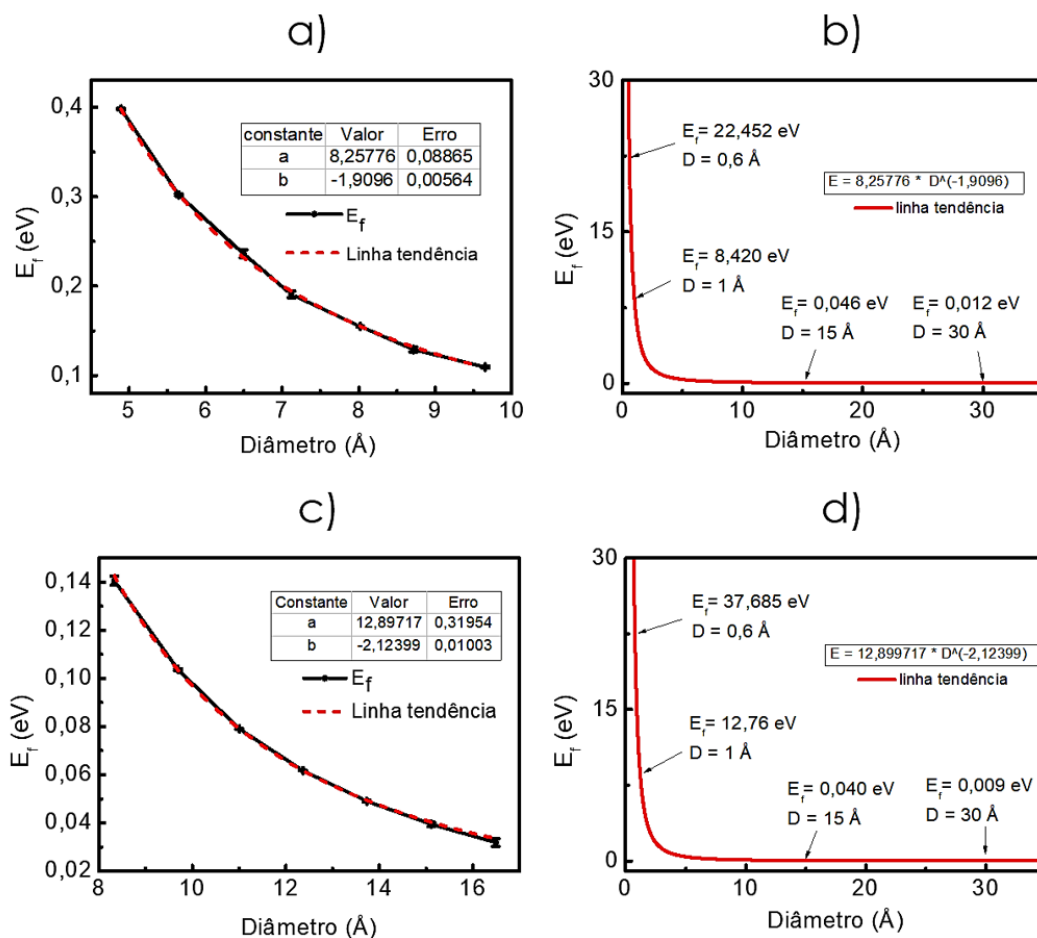 a)
E_f (eV)
0,4
0,3
0,2
0,1
constante Valor Erro
a 8,25776 0,08865
b -1,9096 0,00564
E_f
Linha tendência
5 6 7 8 9 10
Diâmetro (Å)
b)
E_f (eV)
30
15
0
E_f= 22,452 eV
D = 0,6 Å
E = 8,25776 * D^(-1,9096)
linha tendência
E_f= 8,420 eV
D = 1 Å
E_f= 0,046 eV
D = 15 Å
E_f= 0,012 eV
D = 30 Å
0 10 20 30
Diâmetro (Å)
c)
E_f (eV)
0,14
0,12
0,10
0,08
0,06
0,04
0,02
Constante Valor Erro
a 12,89717 0,31954
b -2,12399 0,01003
E_f
Linha tendência
8 10 12 14 16
Diâmetro (Å)
d)
E_f (eV)
30
15
0
E_f= 37,685 eV
D = 0,6 Å
E = 12,899717 * D^(-2,12399)
linha tendência
E_f= 12,76 eV
D = 1 Å
E_f= 0,040 eV
D = 15 Å
E_f= 0,009 eV
D = 30 Å
0 10 20 30
Diâmetro (Å)